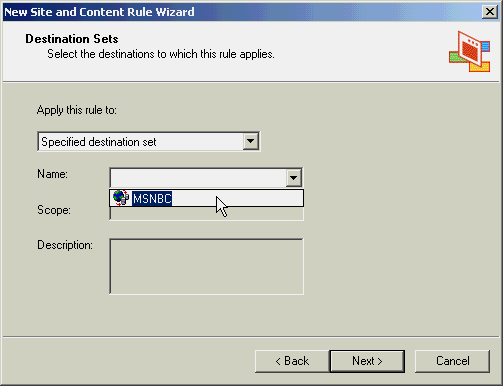 New Site and Content Rule Wizard
Destination Sets
Select the destinations to which this rule applies.
Apply this rule to:
Specified destination set
Name:
MSNBC
Scope:
Description:
< Back
Next >
Cancel